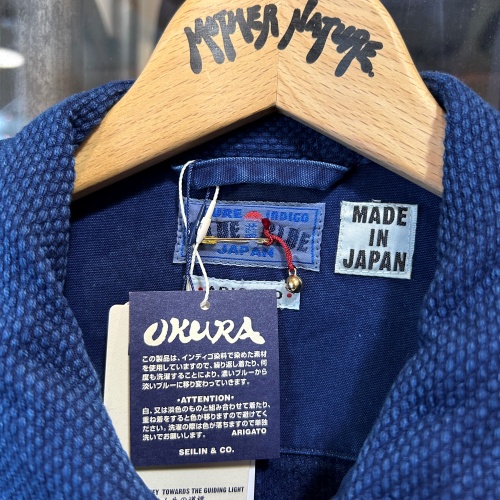 MOTHER NATURE.
PURE INDIGO
BLUE BLUE
JAPAN
MADE
IN
JAPAN
OKURA
この製品は、インディゴ染料で染めた素材
を使用していますので、繰り返し着たり、何
度も洗濯することにより、濃いブルーから
淡いブルーに移り変わっていきます。
•ATTENTION•
白、又は淡色のものと組み合わせて着たり、
重ね着をすると色が移りますので避けてく
ださい。洗濯の際は色が落ちますので単独
洗いでお願いします。 ARIGATO
SEILIN & CO.
TOWARDS THE GUIDING LIGHT